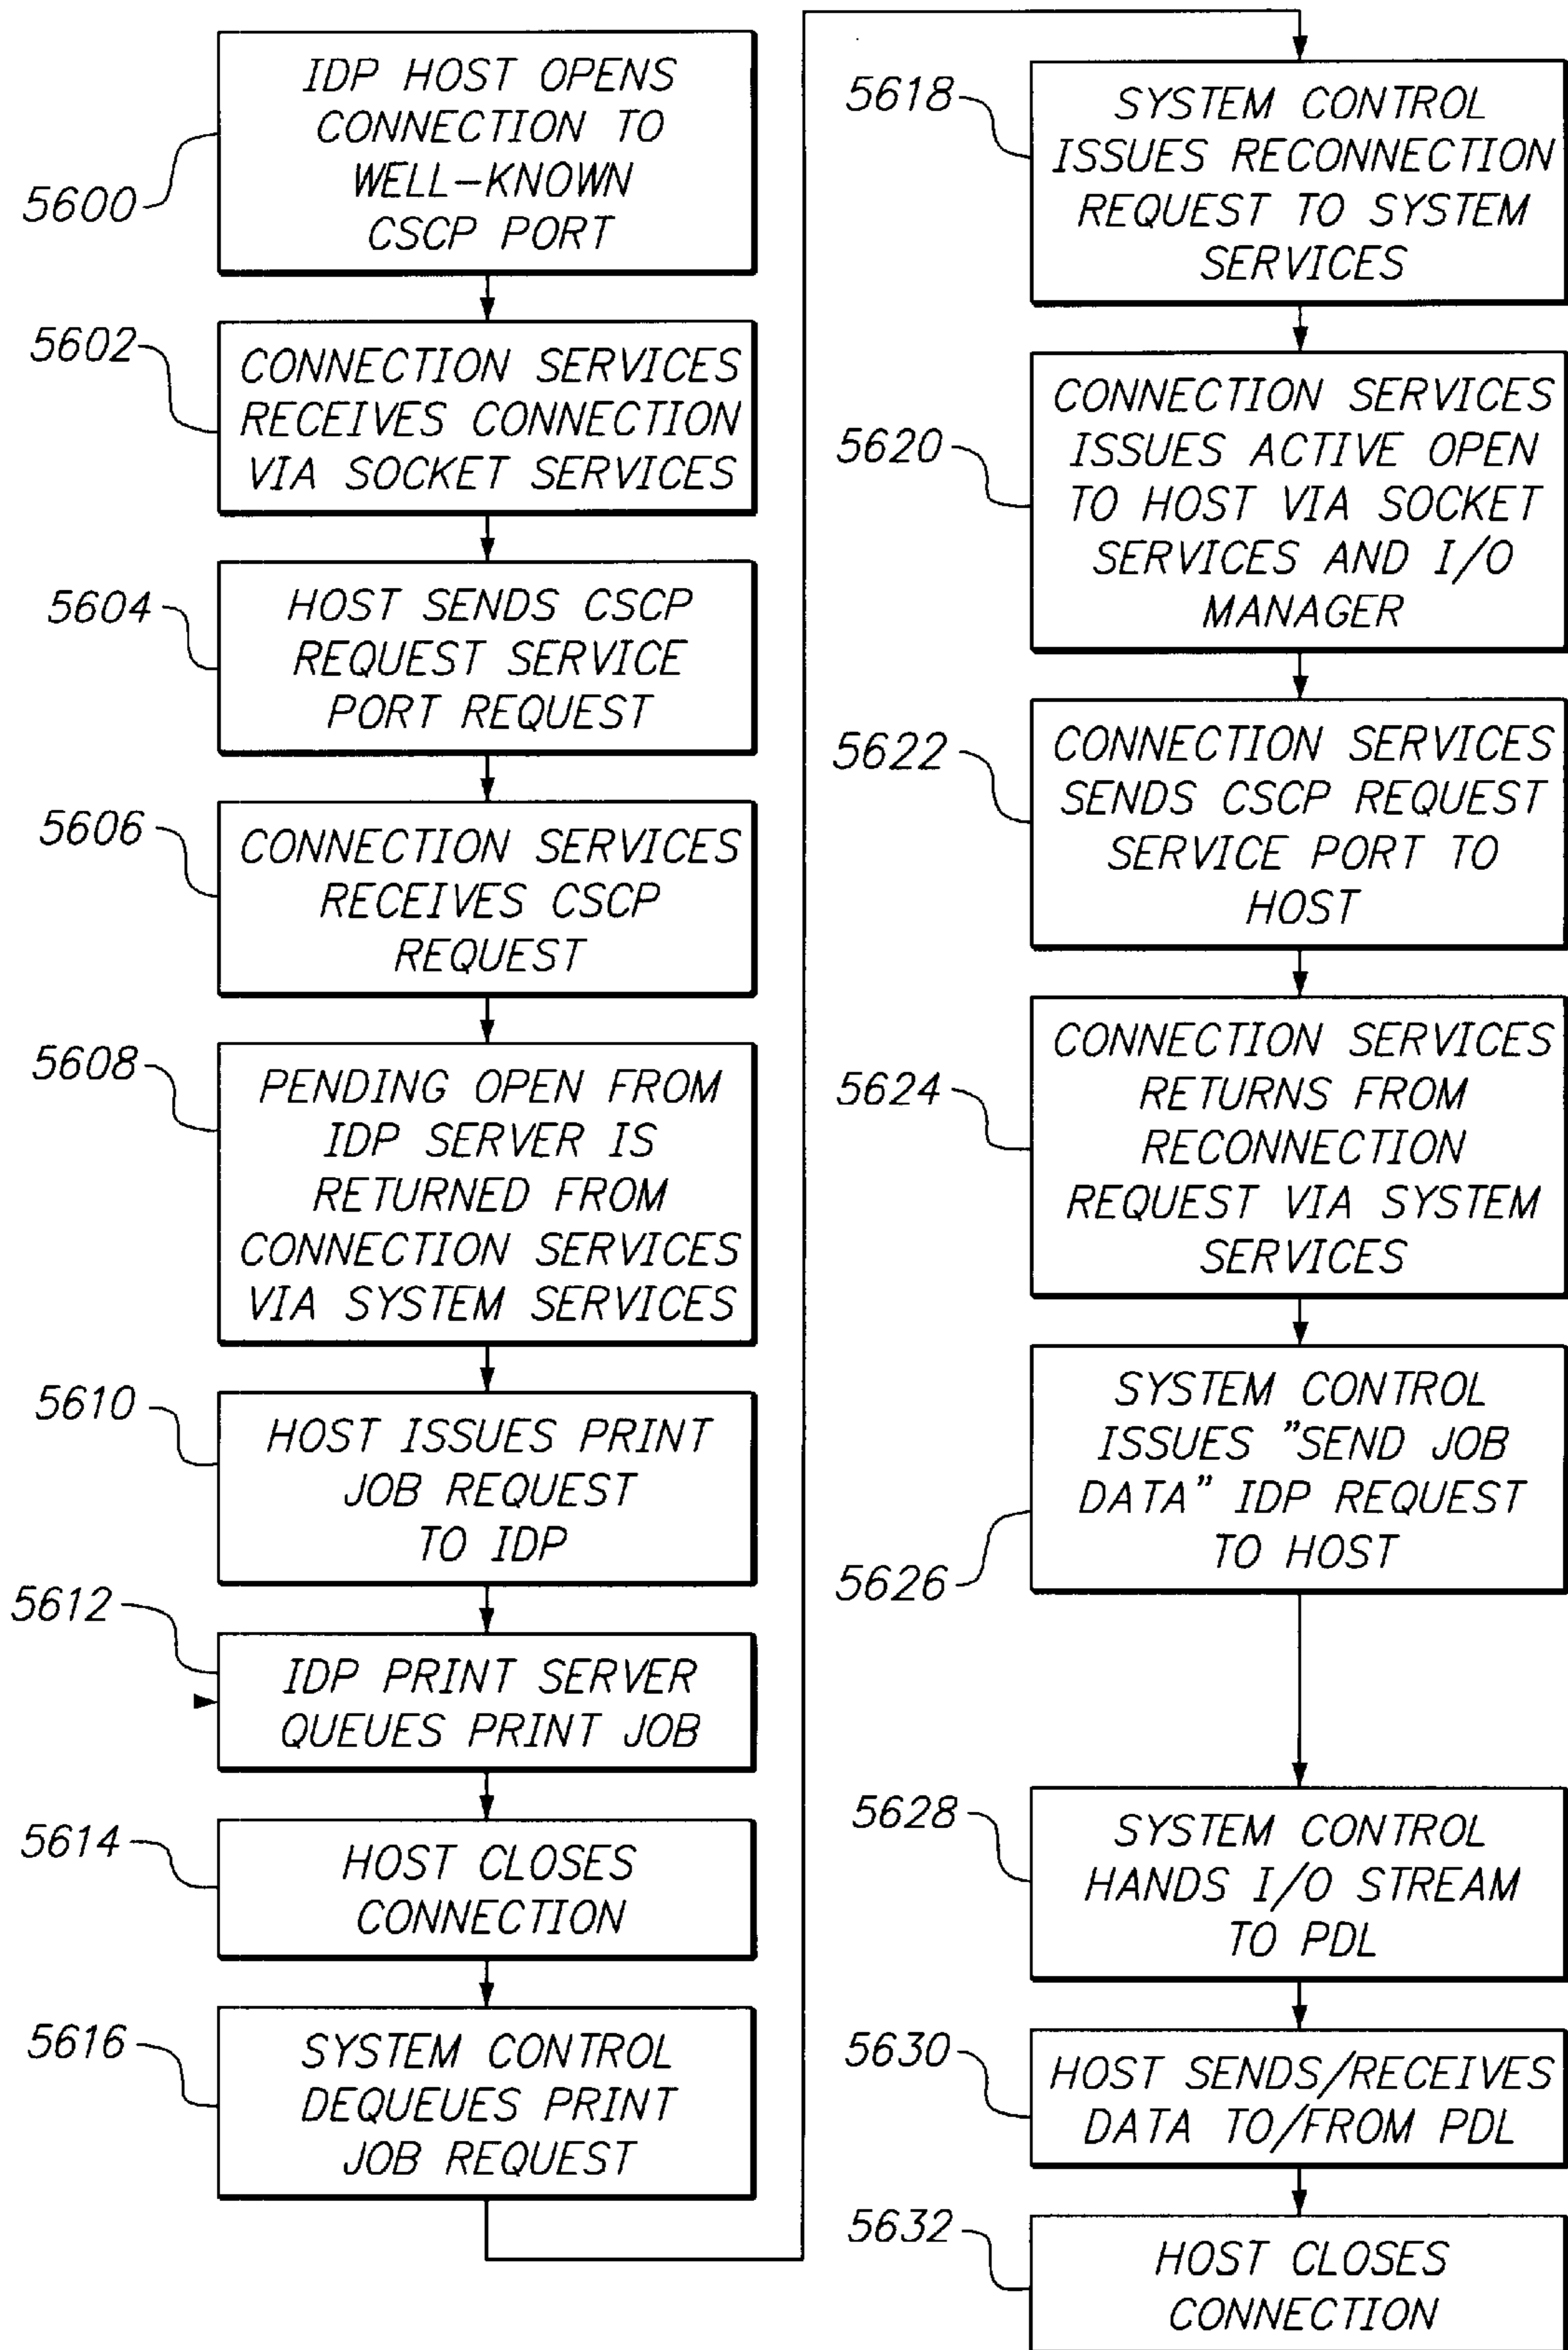 5600
IDP HOST OPENS
CONNECTION TO
WELL-KNOWN
CSCP PORT
5602
CONNECTION SERVICES
RECEIVES CONNECTION
VIA SOCKET SERVICES
5604
HOST SENDS CSCP
REQUEST SERVICE
PORT REQUEST
5606
CONNECTION SERVICES
RECEIVES CSCP
REQUEST
5608
PENDING OPEN FROM
IDP SERVER IS
RETURNED FROM
CONNECTION SERVICES
VIA SYSTEM SERVICES
5610
HOST ISSUES PRINT
JOB REQUEST
TO IDP
5612
IDP PRINT SERVER
QUEUES PRINT JOB
5614
HOST CLOSES
CONNECTION
5616
SYSTEM CONTROL
DEQUEUES PRINT
JOB REQUEST
5618
SYSTEM CONTROL
ISSUES RECONNECTION
REQUEST TO SYSTEM
SERVICES
5620
CONNECTION SERVICES
ISSUES ACTIVE OPEN
TO HOST VIA SOCKET
SERVICES AND I/O
MANAGER
5622
CONNECTION SERVICES
SENDS CSCP REQUEST
SERVICE PORT TO
HOST
5624
CONNECTION SERVICES
RETURNS FROM
RECONNECTION
REQUEST VIA SYSTEM
SERVICES
5626
SYSTEM CONTROL
ISSUES "SEND JOB
DATA" IDP REQUEST
TO HOST
5628
SYSTEM CONTROL
HANDS I/O STREAM
TO PDL
5630
HOST SENDS/RECEIVES
DATA TO/FROM PDL
5632
HOST CLOSES
CONNECTION